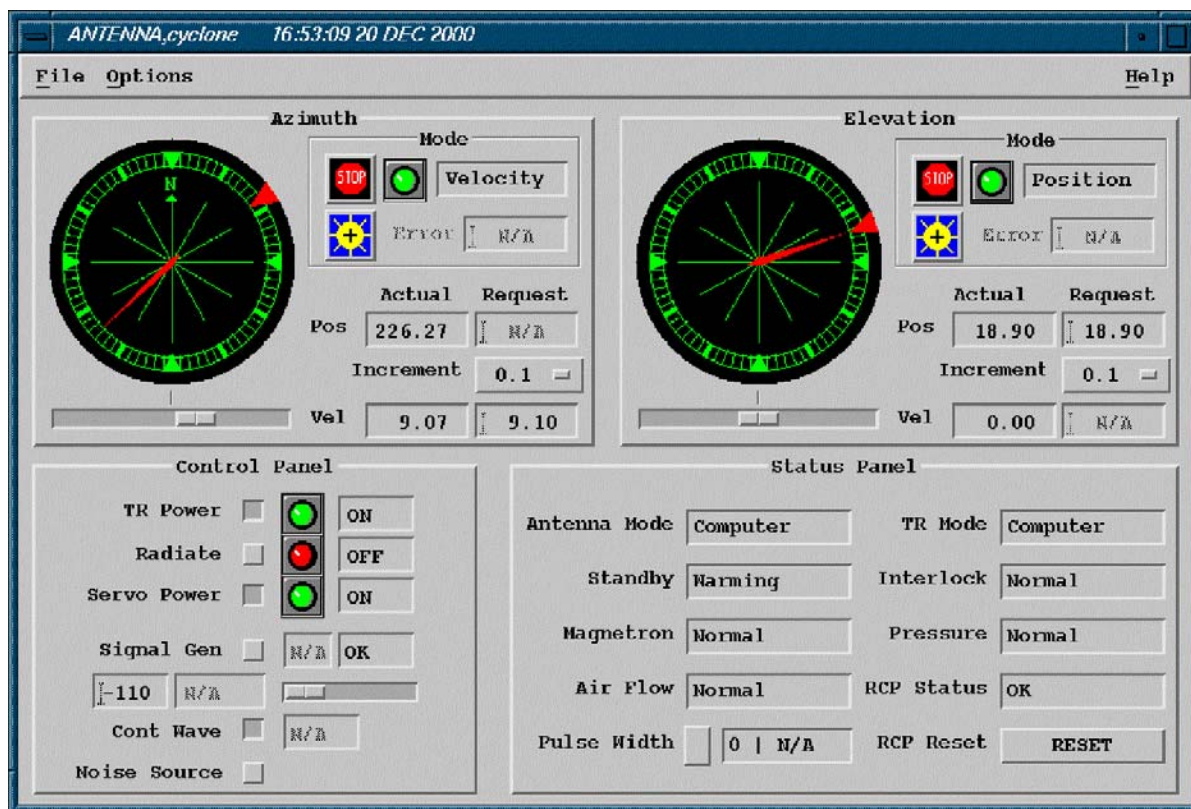 ANTENNA,cyclone 16:53:09 20 DEC 2000
File Options Help
Azimuth
Mode
N
STOP Velocity
Error N/A
Actual Request
Pos 226.27 N/A
Increment 0.1
Vel 9.07 9.10
Elevation
Mode
STOP Position
Error N/A
Actual Request
Pos 18.90 18.90
Increment 0.1
Vel 0.00 N/A
Control Panel
TR Power ON
Radiate OFF
Servo Power ON
Signal Gen N/A OK
-110 N/A
Cont Wave N/A
Noise Source
Status Panel
Antenna Mode Computer TR Mode Computer
Standby Warming Interlock Normal
Magnetron Normal Pressure Normal
Air Flow Normal RCP Status OK
Pulse Width 0 | N/A RCP Reset RESET